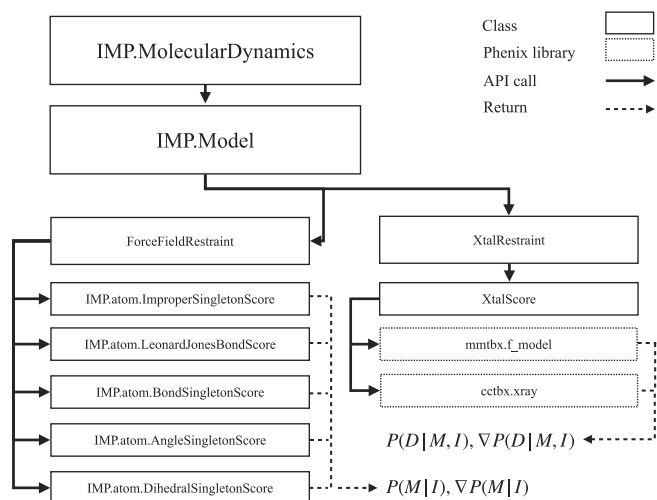 IMP.MolecularDynamics
Class
Phenix library
API call
Return
IMP.Model
ForceFieldRestraint
XtalRestraint
IMP.atom.ImproperSingletonScore
XtalScore
IMP.atom.LeonardJonesBondScore
mmtbx.f_model
IMP.atom.BondSingletonScore
cctbx.xray
IMP.atom.AngleSingletonScore
P(D|M,I), ∇P(D|M,I)
IMP.atom.DihedralSingletonScore
P(M|I), ∇P(M|I)